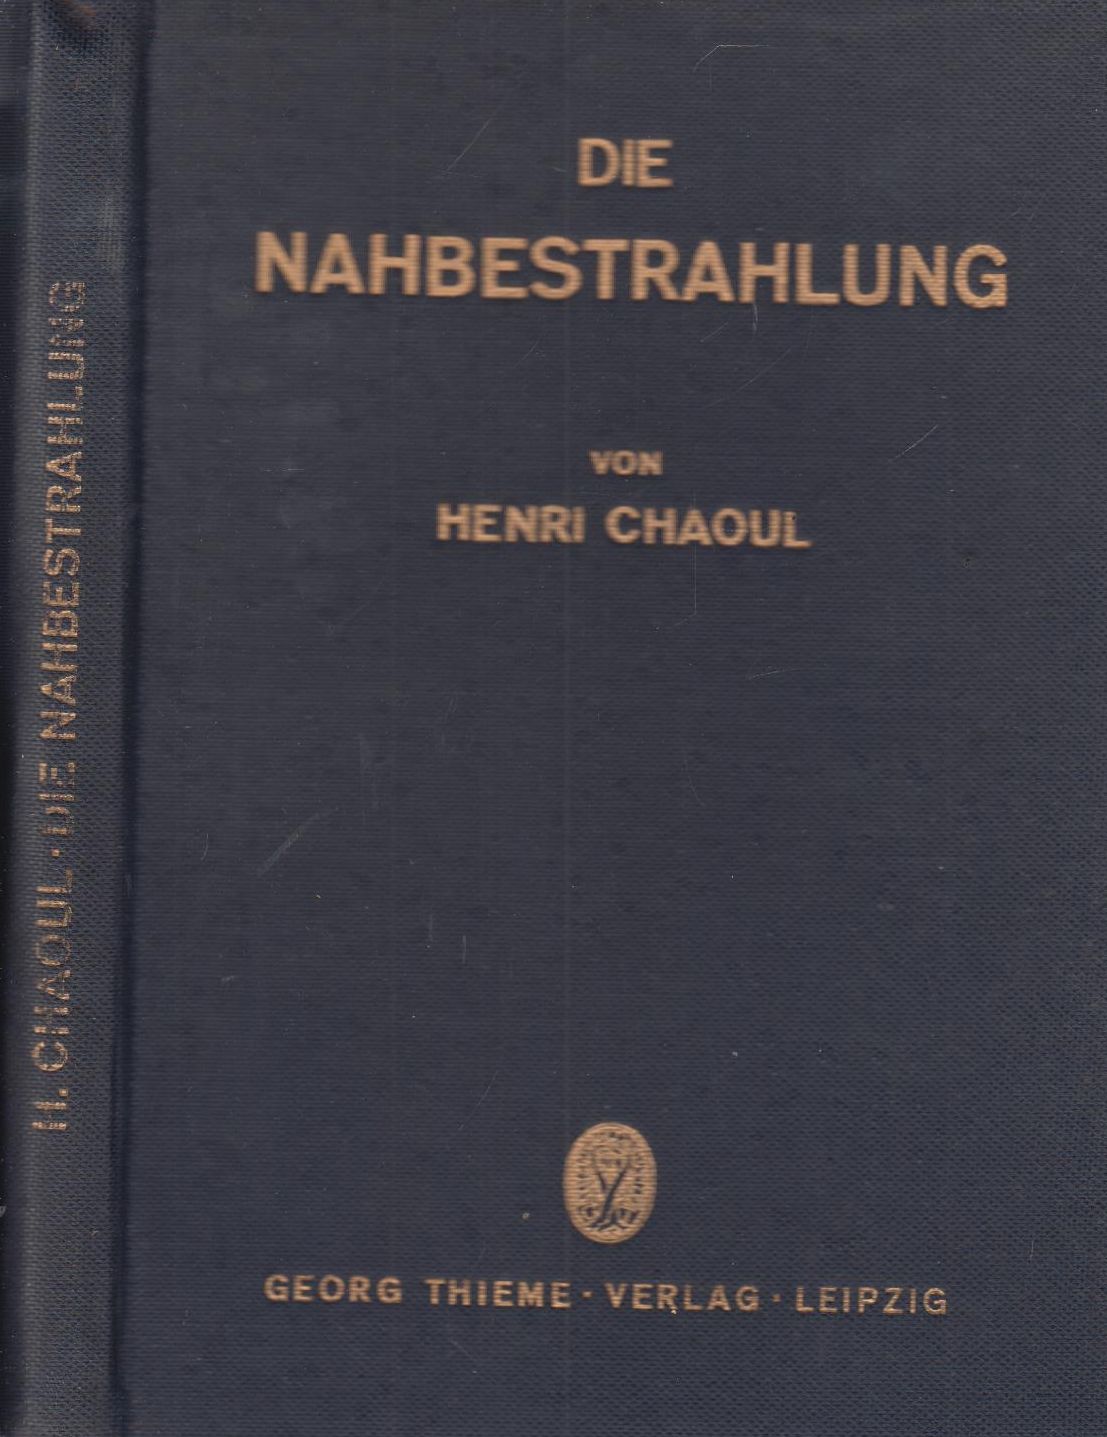 DIE
NAHBESTRAHLUNG
VON
HENRI CHAOUL
GEORG THIEME · VERLAG · LEIPZIG
H. CHAOUL · DIE NAHBESTRAHLUNG